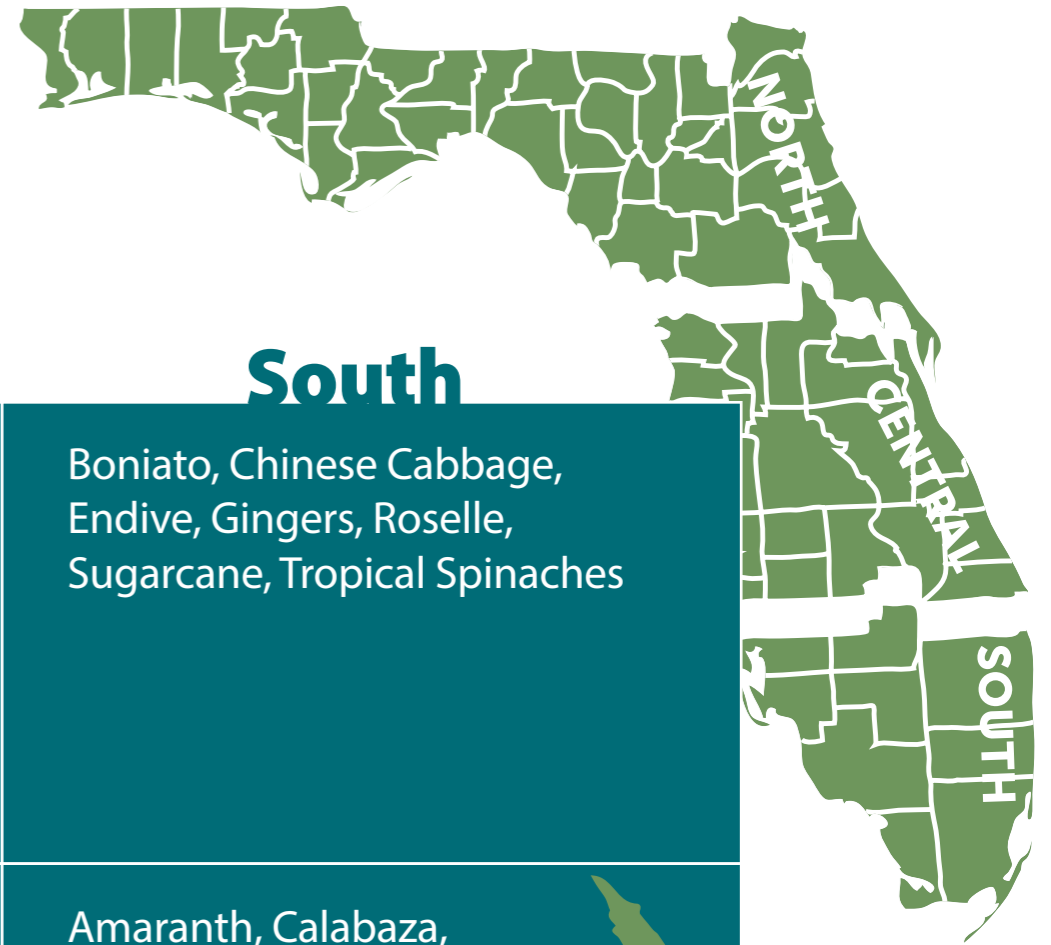 NORTH
South
CENTRAL
Boniato, Chinese Cabbage,
Endive, Gingers, Roselle,
Sugarcane, Tropical Spinaches
SOUTH
Amaranth, Calabaza,